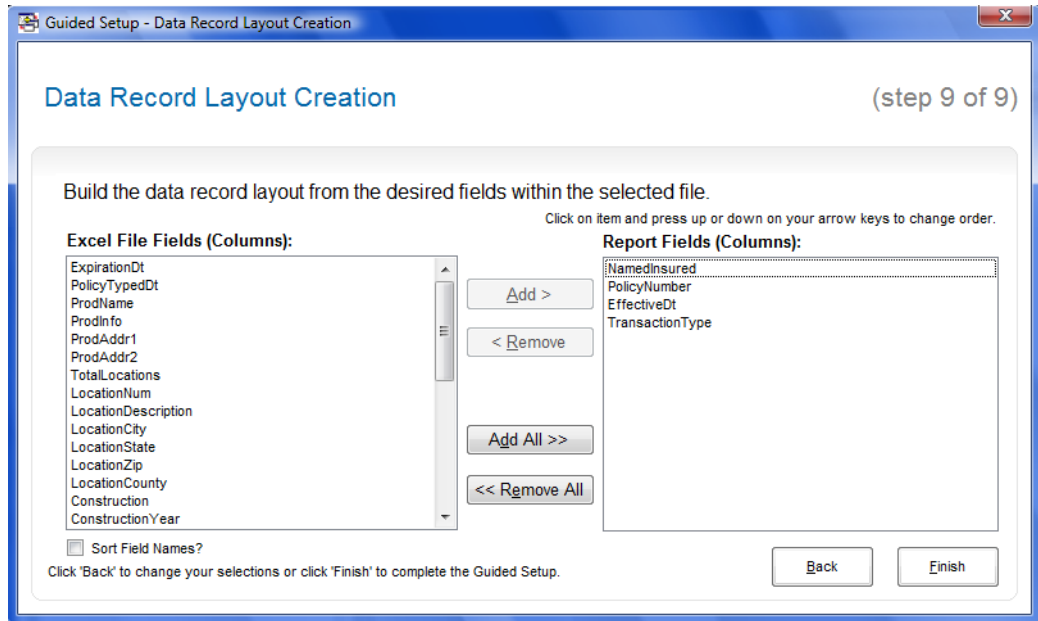 Guided Setup - Data Record Layout Creation
X
Data Record Layout Creation
(step 9 of 9)
Build the data record layout from the desired fields within the selected file.
Click on item and press up or down on your arrow keys to change order.
Excel File Fields (Columns):
ExpirationDt
PolicyTypedDt
ProdName
ProdInfo
ProdAddr1
ProdAddr2
TotalLocations
LocationNum
LocationDescription
LocationCity
LocationState
LocationZip
LocationCounty
Construction
ConstructionYear
Add >
< Remove
Add All >>
<< Remove All
Report Fields (Columns):
NamedInsured
PolicyNumber
EffectiveDt
TransactionType
Sort Field Names?
Click 'Back' to change your selections or click 'Finish' to complete the Guided Setup.
Back
Finish